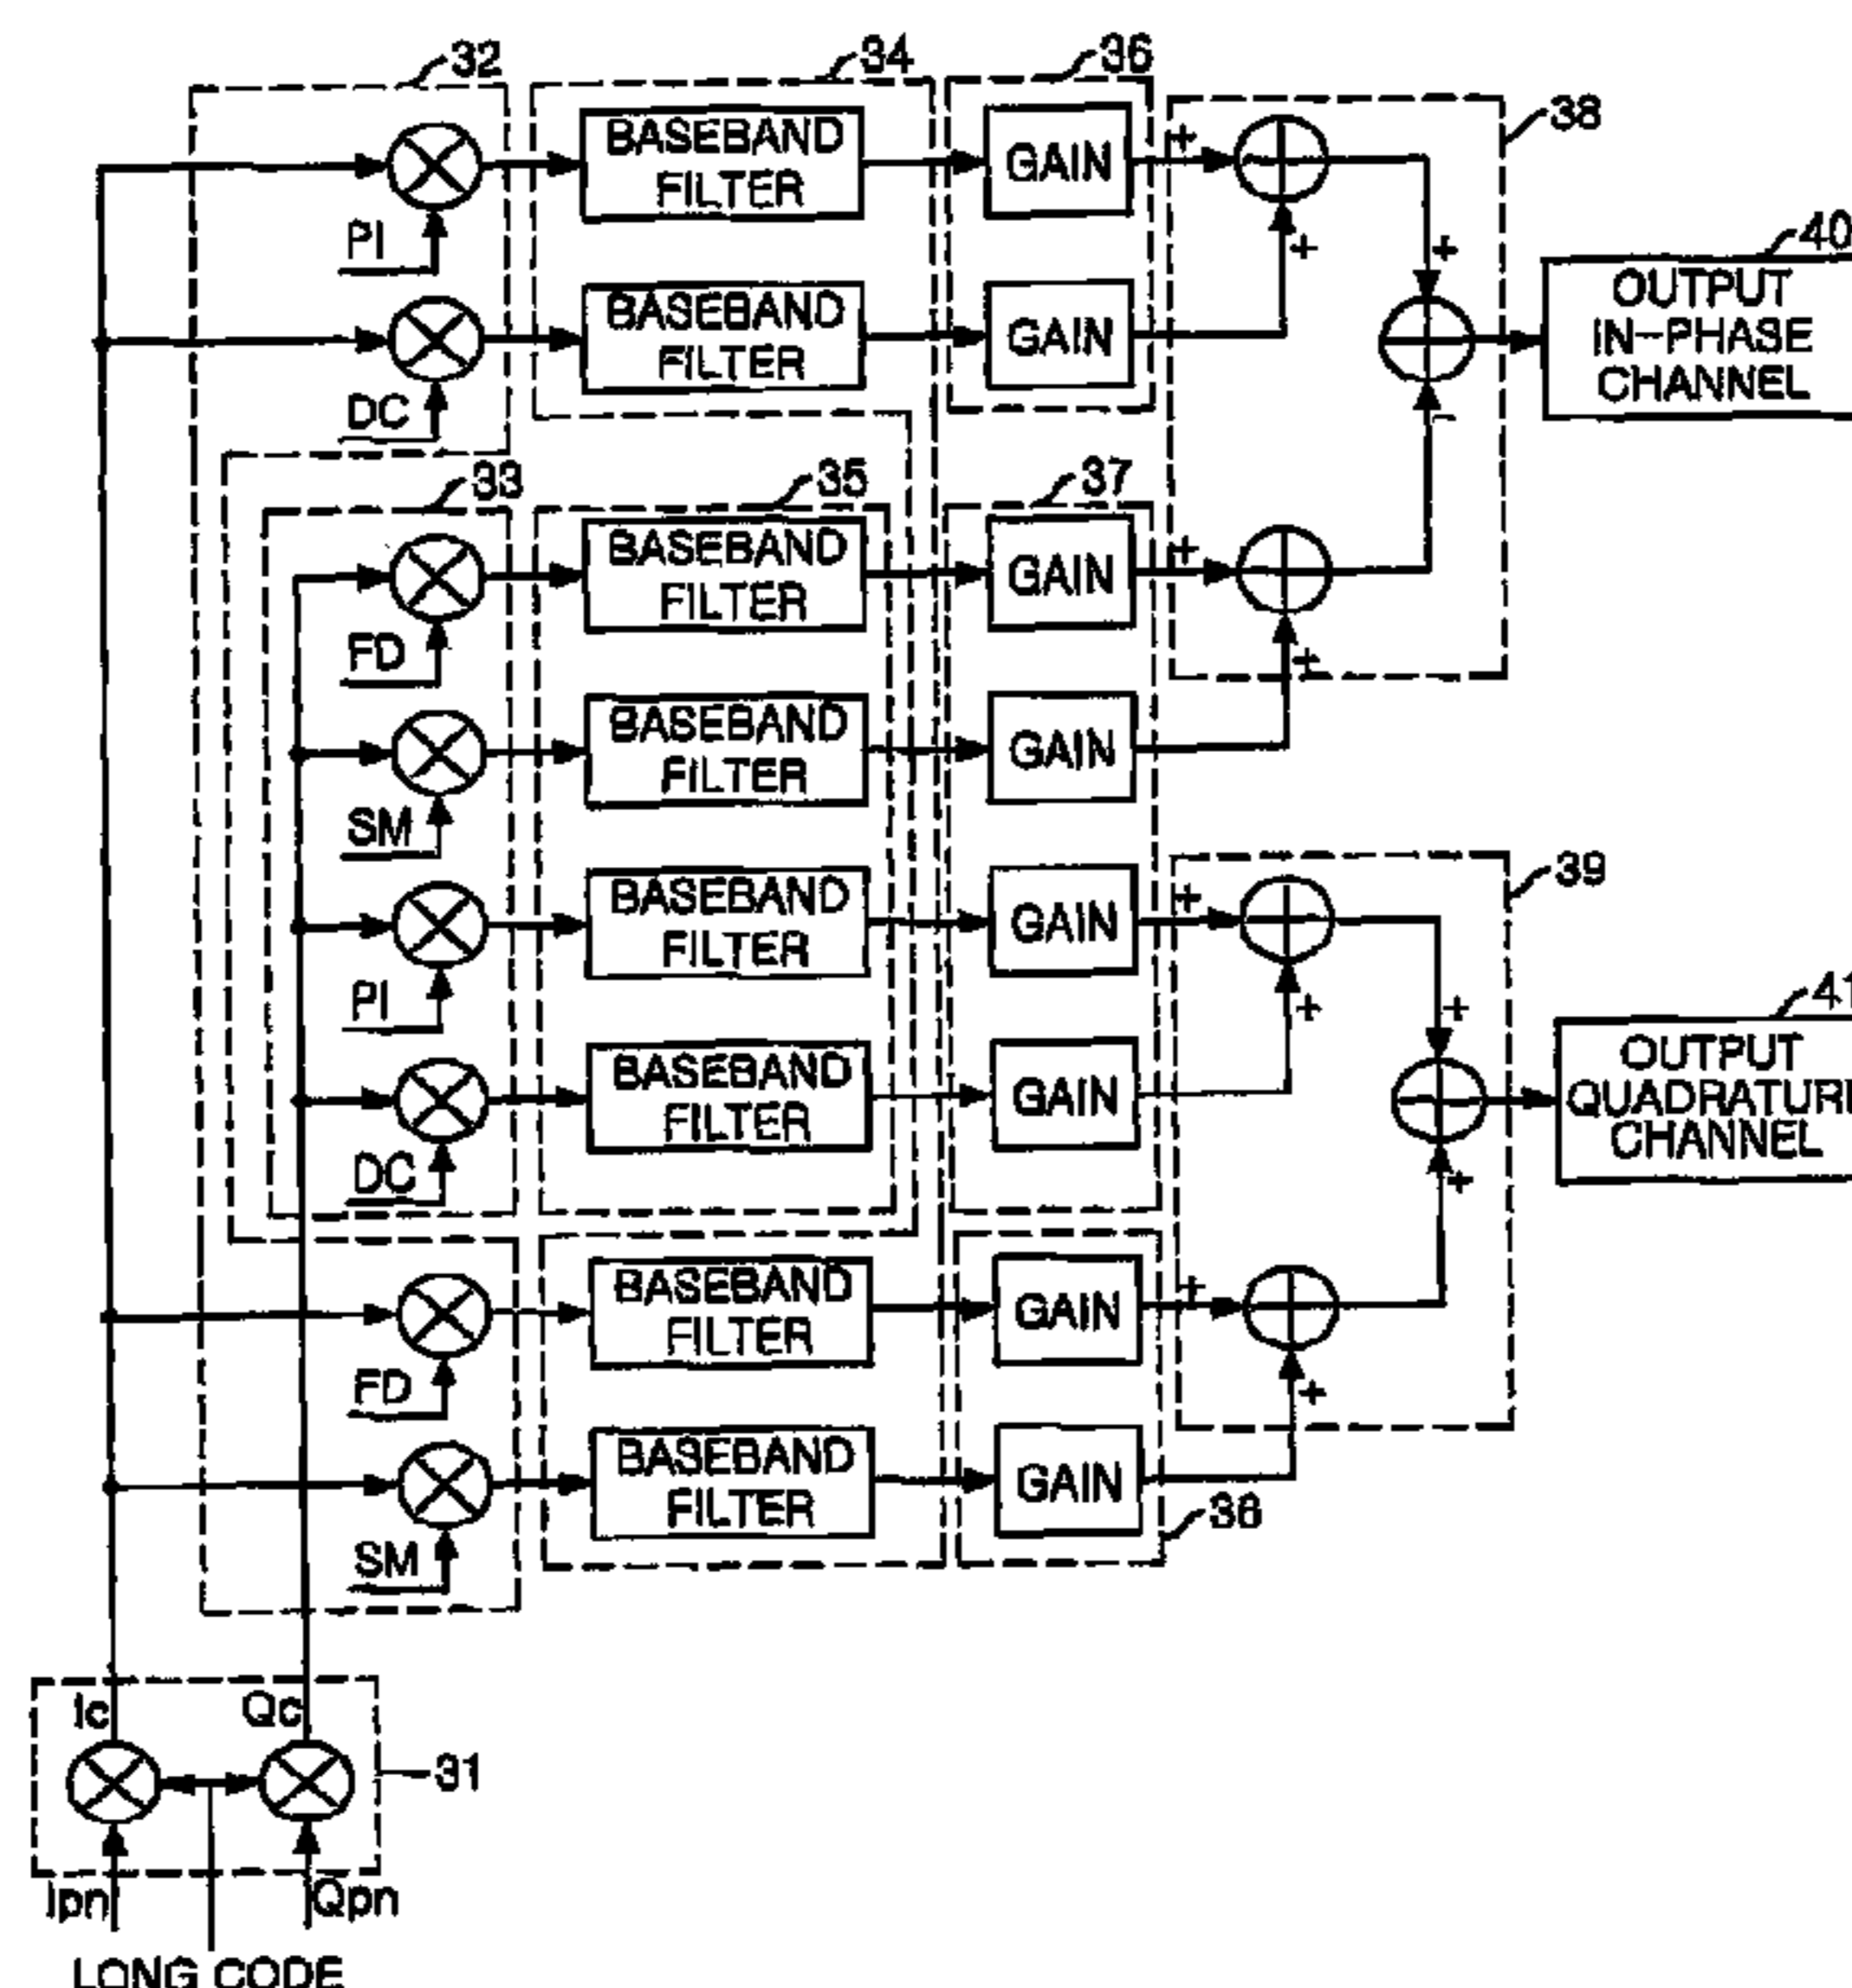 32
34
36
38
BASEBAND
FILTER
GAIN
+
PI
+
+
40
OUTPUT
IN-PHASE
CHANNEL
BASEBAND
FILTER
GAIN
DC
-
33
35
37
BASEBAND
FILTER
GAIN
+
FD
+
BASEBAND
FILTER
GAIN
SM
39
BASEBAND
FILTER
GAIN
+
PI
+
+
41
OUTPUT
QUADRATURE
CHANNEL
BASEBAND
FILTER
GAIN
DC
+
BASEBAND
FILTER
GAIN
+
FD
+
BASEBAND
FILTER
GAIN
36
SM
Ic
Qc
31
Ipn
Qpn
LONG CODE